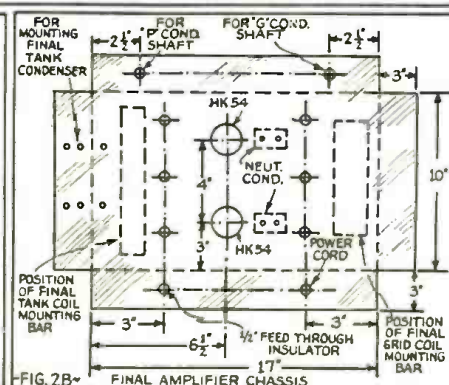 FOR
MOUNTING
FINAL
TANK
CONDENSER
2½"
FOR
"P" COND.
SHAFT
FOR "G" COND.
SHAFT
2½"
3"
HK54
4"
NEUT.
COND.
10"
3"
HK54
POWER
CORD
3"
POSITION
OF FINAL
TANK COIL
MOUNTING
BAR
3"
6½"
½" FEED THROUGH
INSULATOR
3"
POSITION
OF FINAL
GRID COIL
MOUNTING
BAR
17"
FIG. 2B
FINAL AMPLIFIER CHASSIS